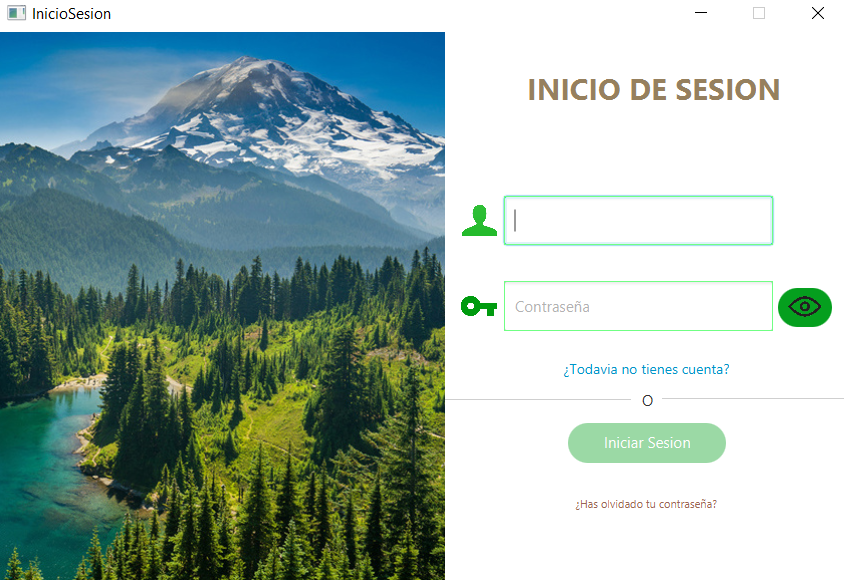 InicioSesion
INICIO DE SESION
Contraseña
¿Todavia no tienes cuenta?
O
Iniciar Sesion
¿Has olvidado tu contraseña?